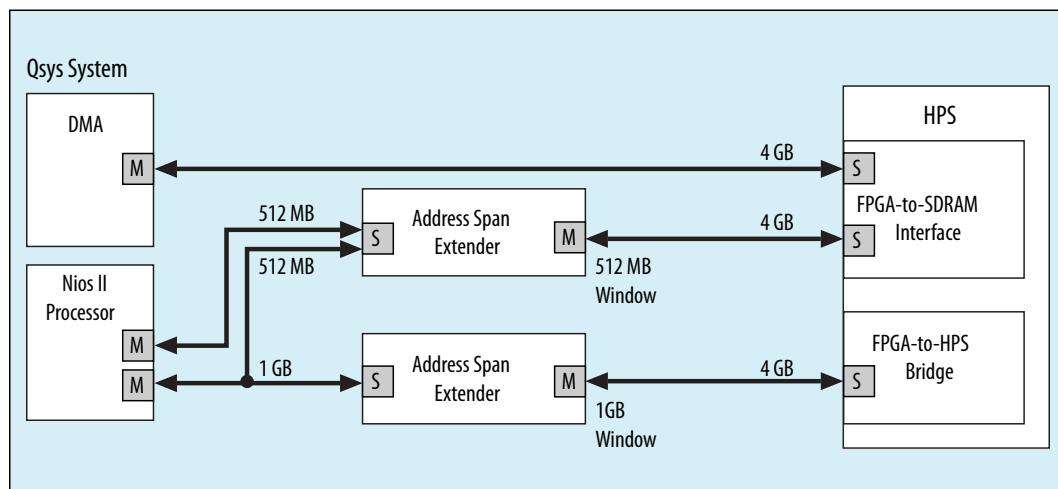 Qsys System
DMA
M
4 GB
S
HPS
FPGA-to-SDRAM
Interface
512 MB
512 MB
S
Address Span
Extender
M
512 MB
Window
4 GB
S
Nios II
Processor
M
M
1 GB
S
Address Span
Extender
M
1GB
Window
4 GB
S
FPGA-to-HPS
Bridge